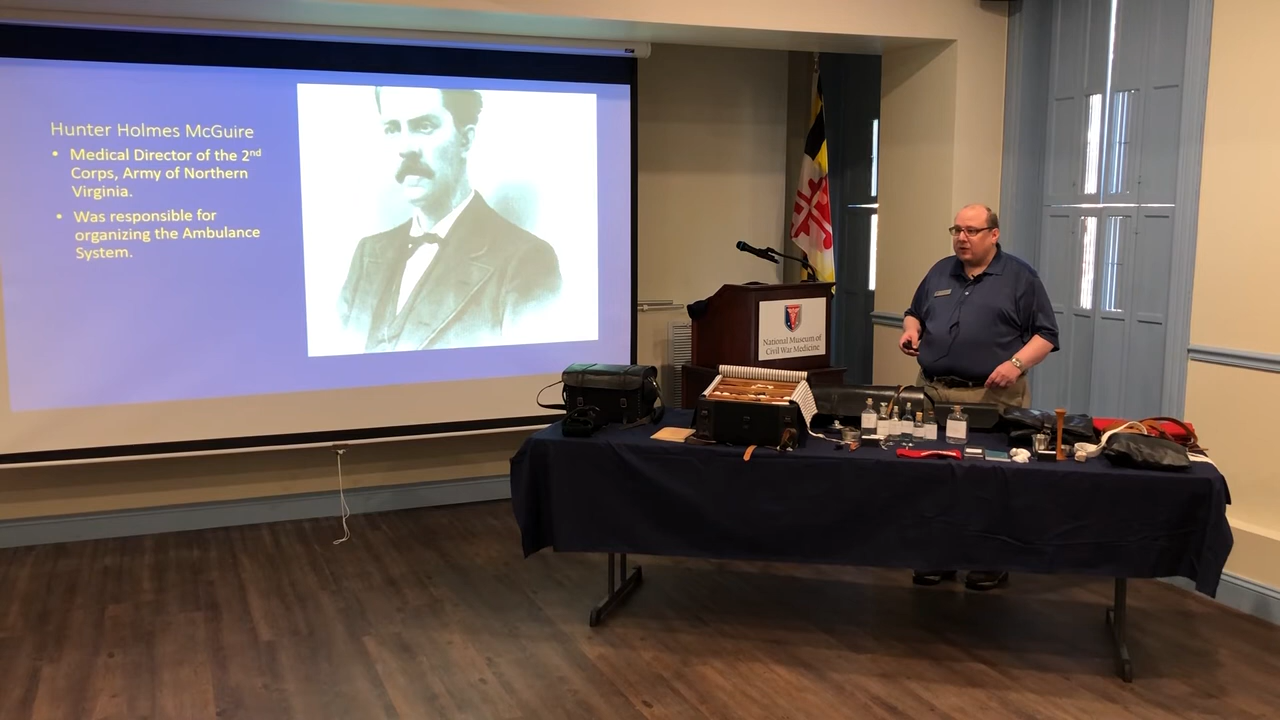 Hunter Holmes McGuire
• Medical Director of the 2nd
Corps, Army of Northern
Virginia.
• Was responsible for
organizing the Ambulance
System.
National Museum of
Civil War Medicine